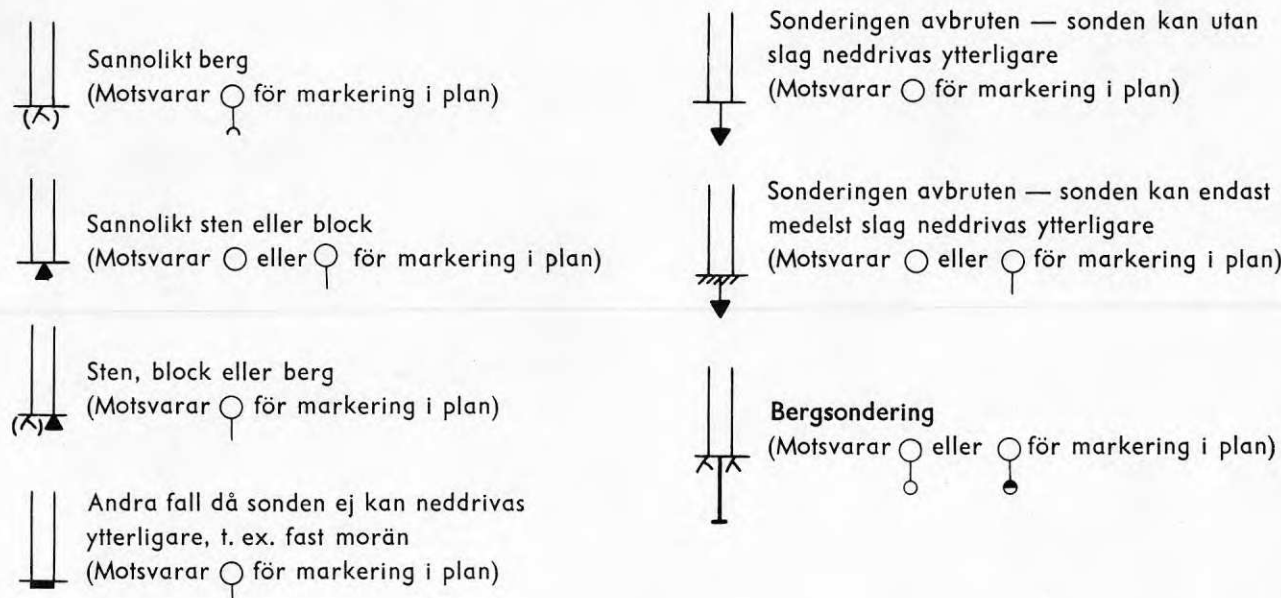 Sannolikt berg
(Motsvarar för markering i plan)
Sannolikt sten eller block
(Motsvarar eller för markering i plan)
Sten, block eller berg
(Motsvarar för markering i plan)
Andra fall då sonden ej kan neddrivas
ytterligare, t. ex. fast morän
(Motsvarar för markering i plan)
Sonderingen avbruten — sonden kan utan
slag neddrivas ytterligare
(Motsvarar för markering i plan)
Sonderingen avbruten — sonden kan endast
medelst slag neddrivas ytterligare
(Motsvarar eller för markering i plan)
Bergsondering
(Motsvarar eller för markering i plan)